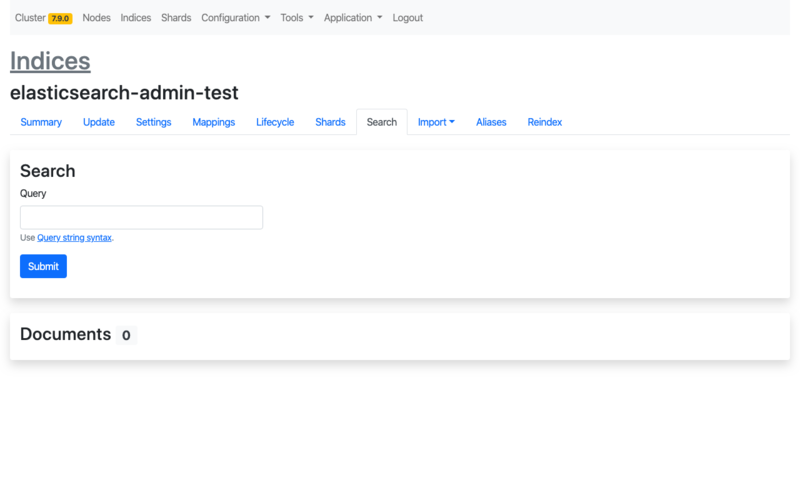 Cluster 7.9.0 Nodes Indices Shards Configuration Tools Application Logout
Indices
elasticsearch-admin-test
Summary Update Settings Mappings Lifecycle Shards Search Import Aliases Reindex
Search
Query
Use Query string syntax.
Submit
Documents 0